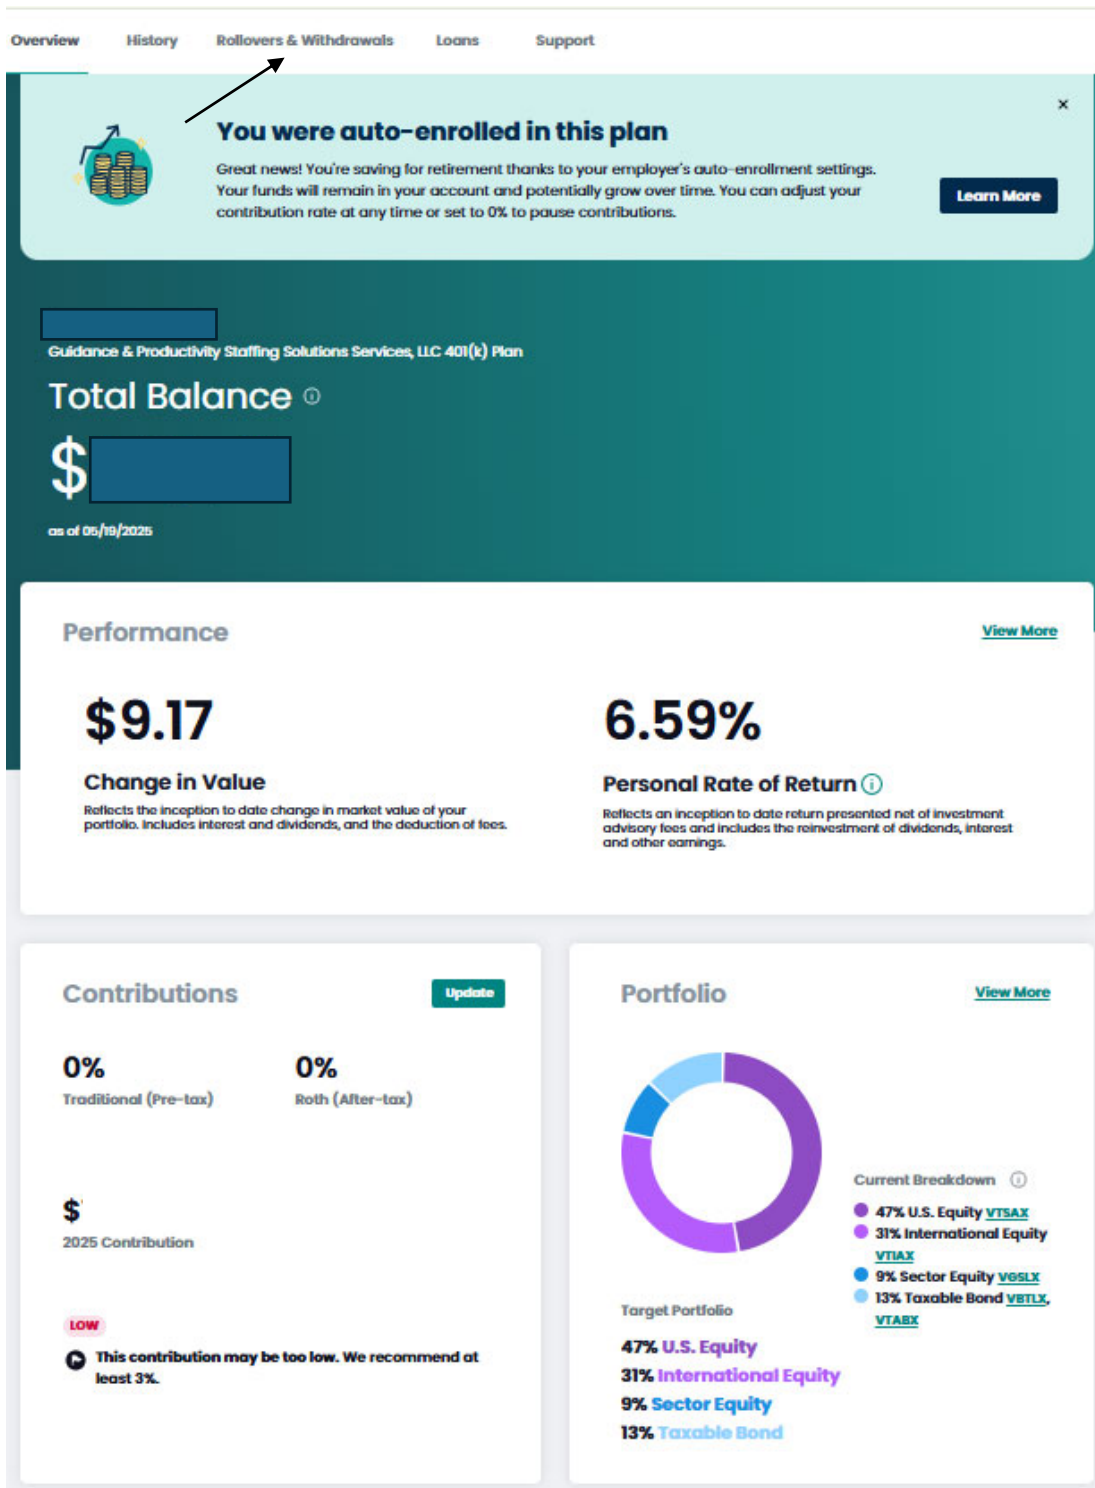 Overview History Rollovers & Withdrawals Loans Support
You were auto-enrolled in this plan
Great news! You're saving for retirement thanks to your employer's auto-enrollment settings.
Your funds will remain in your account and potentially grow over time. You can adjust your
contribution rate at any time or set to 0% to pause contributions.
Learn More
Guidance & Productivity Staffing Solutions Services, LLC 401(k) Plan
Total Balance
$
as of 05/19/2025
Performance
View More
$9.17
Change in Value
Reflects the inception to date change in market value of your
portfolio. Includes interest and dividends, and the deduction of fees.
6.59%
Personal Rate of Return
Reflects an inception to date return presented net of investment
advisory fees and includes the reinvestment of dividends, interest
and other earnings.
Contributions
Update
0%
Traditional (Pre-tax)
0%
Roth (After-tax)
$
2025 Contribution
LOW
This contribution may be too low. We recommend at
least 3%.
Portfolio
View More
Current Breakdown
47% U.S. Equity VTSAX
31% International Equity
VTIAX
9% Sector Equity VGSLX
13% Taxable Bond VBTLX,
VTABX
Target Portfolio
47% U.S. Equity
31% International Equity
9% Sector Equity
13% Taxable Bond